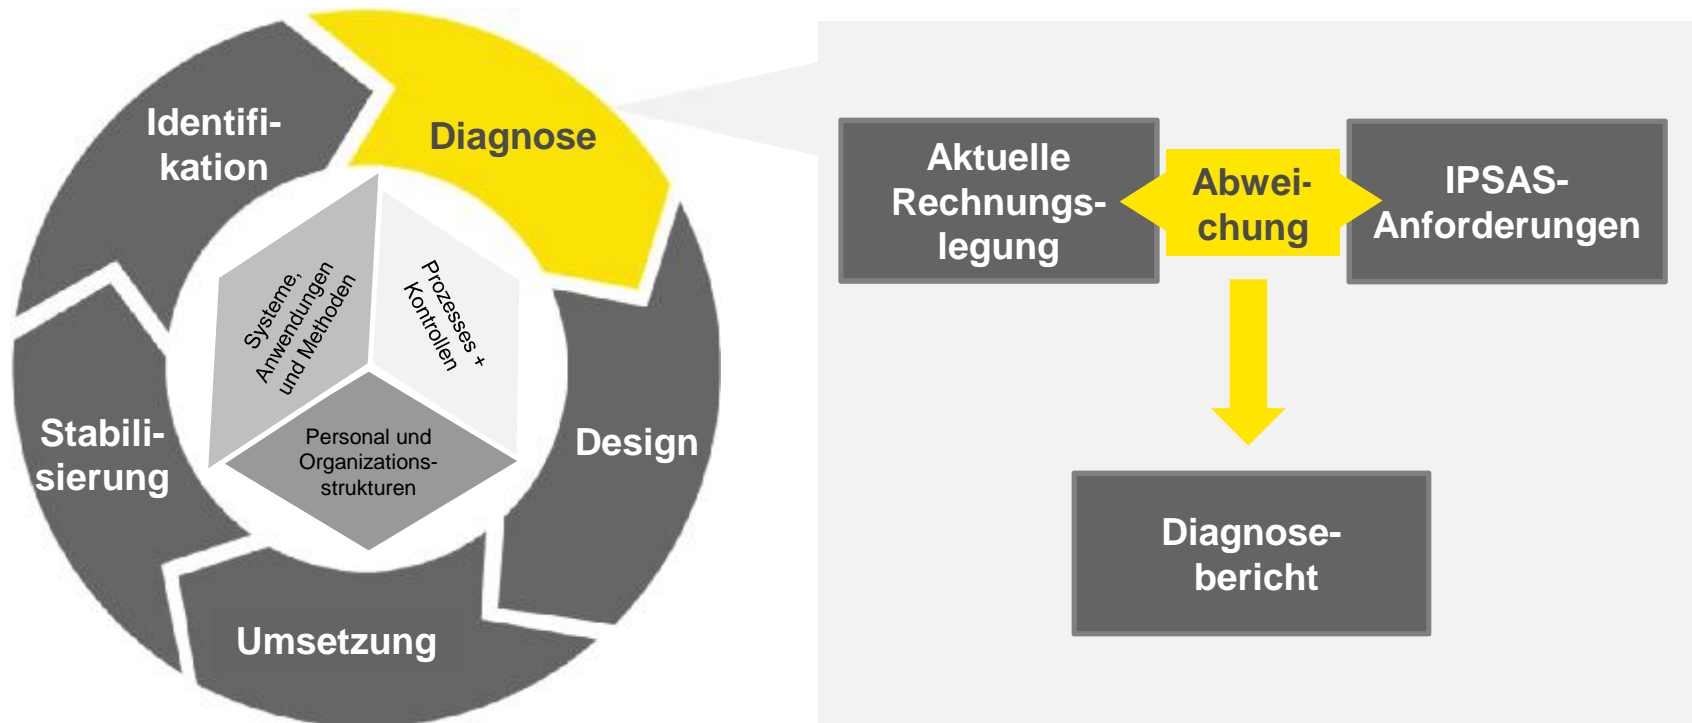 Identifi-
kation
Diagnose
Systeme,
Anwendungen
und Methoden
Prozesses +
Kontrollen
Personal und
Organizations-
strukturen
Stabili-
sierung
Design
Umsetzung
Aktuelle
Rechnungs-
legung
Abwei-
chung
IPSAS-
Anforderungen
Diagnose-
bericht